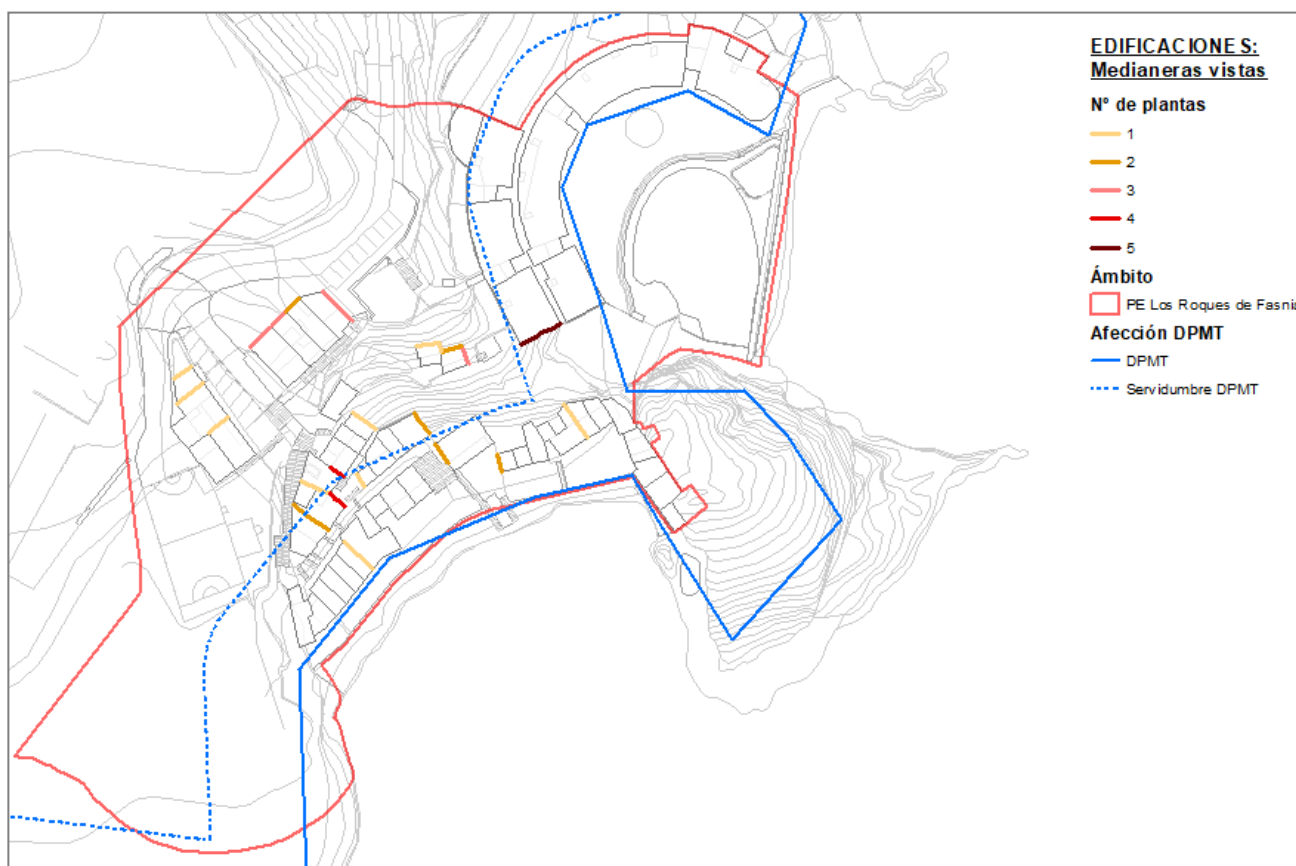 EDIFICACIONES:
Medianeras vistas
Nº de plantas
1
2
3
4
5
Ámbito
PE Los Roques de Fasnia
Afección DPMT
DPMT
Servidumbre DPMT